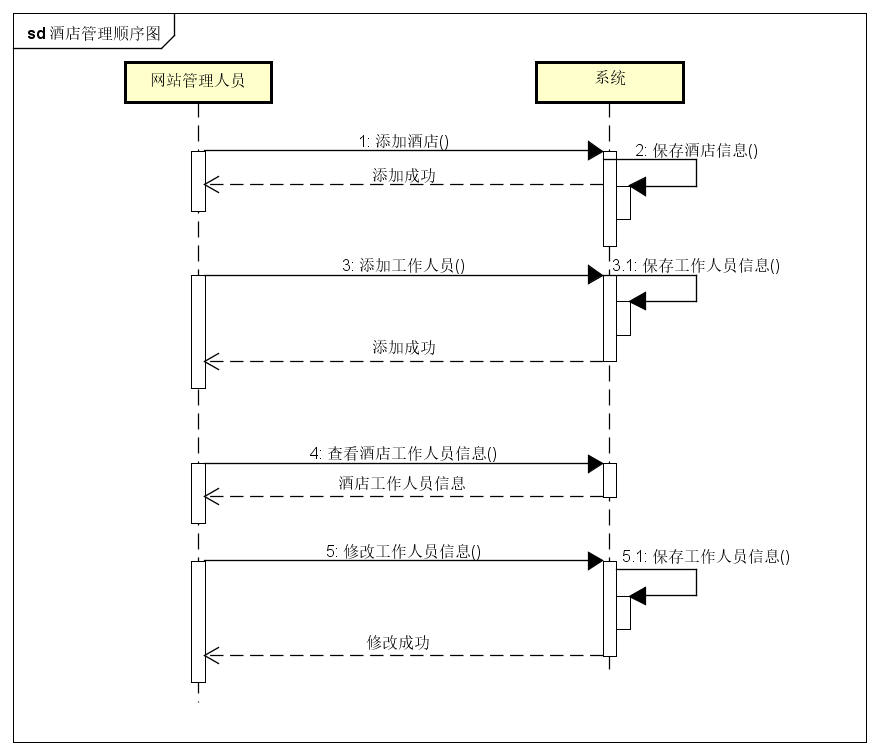 sd 酒店管理顺序图
网站管理人员
系统
1: 添加酒店()
2: 保存酒店信息()
添加成功
3: 添加工作人员()
3.1: 保存工作人员信息()
添加成功
4: 查看酒店工作人员信息()
酒店工作人员信息
5: 修改工作人员信息()
5.1: 保存工作人员信息()
修改成功